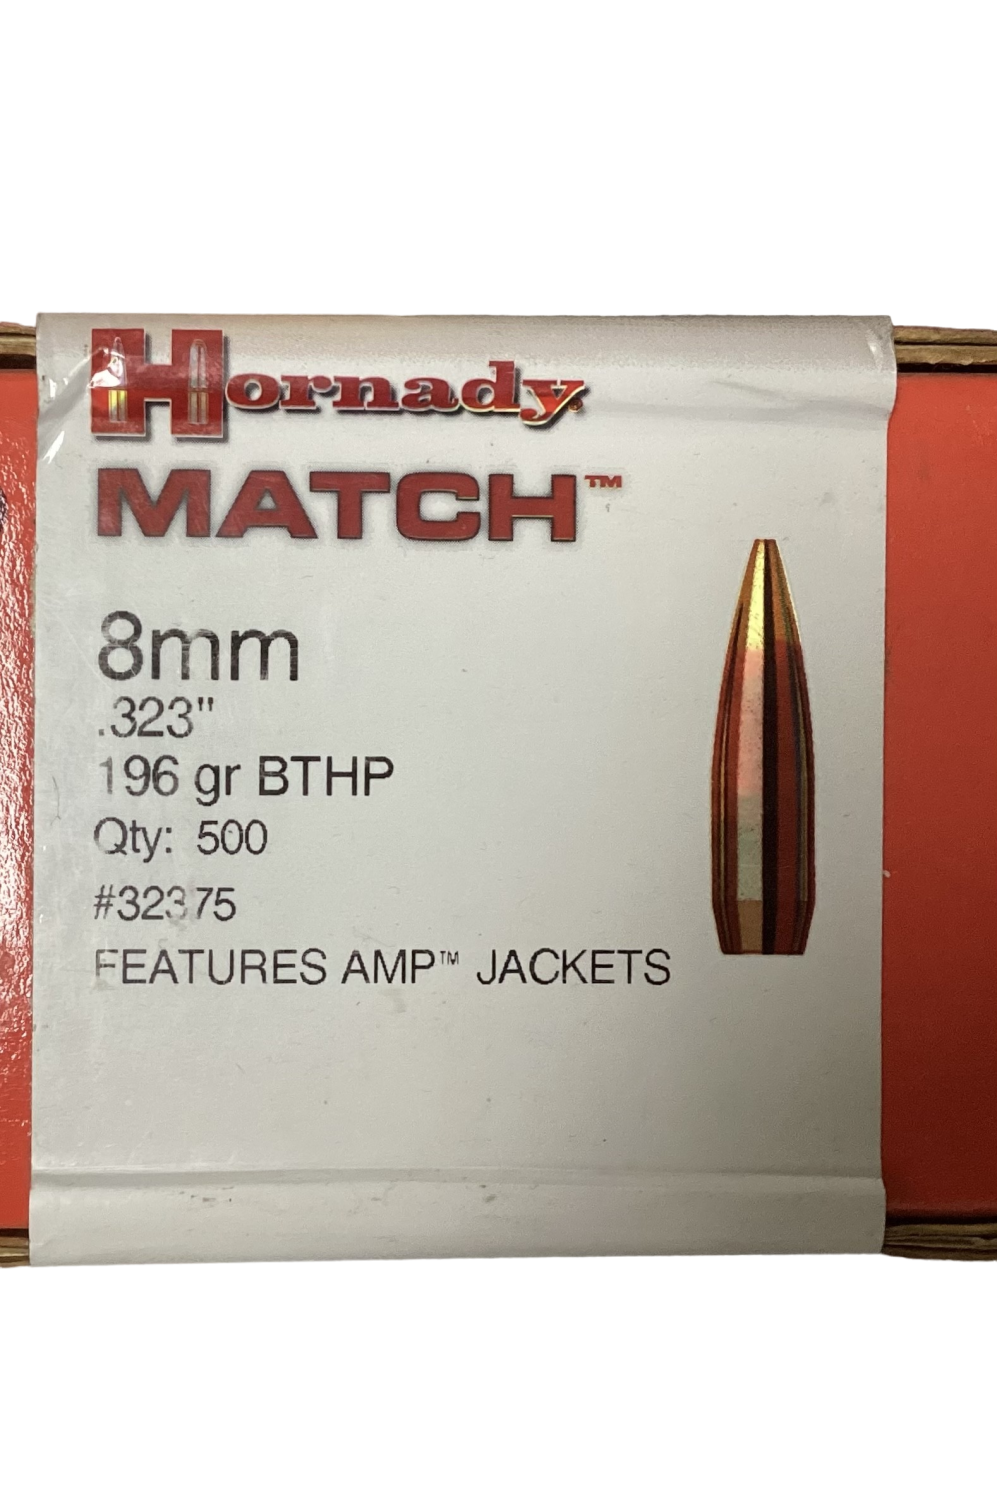 Hornady®
MATCH™
8mm
.323"
196 gr BTHP
Qty: 500
#32375
FEATURES AMP™ JACKETS